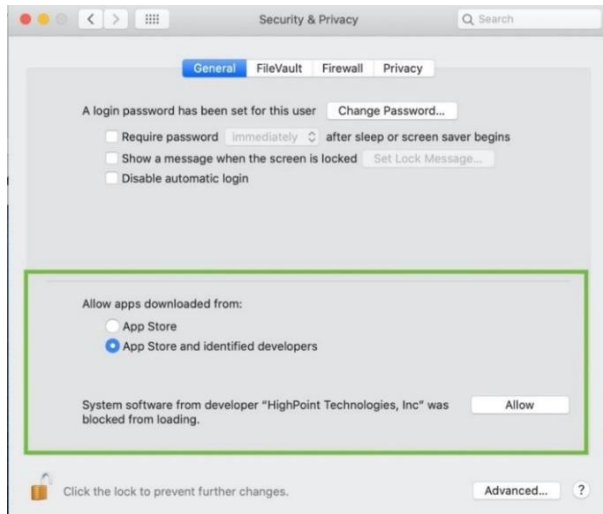 Security & Privacy
Search
General FileVault Firewall Privacy
A login password has been set for this user Change Password...
Require password immediately after sleep or screen saver begins
Show a message when the screen is locked Set Lock Message...
Disable automatic login
Allow apps downloaded from:
App Store
App Store and identified developers
System software from developer “HighPoint Technologies, Inc” was Allow
blocked from loading.
Click the lock to prevent further changes. Advanced... ?